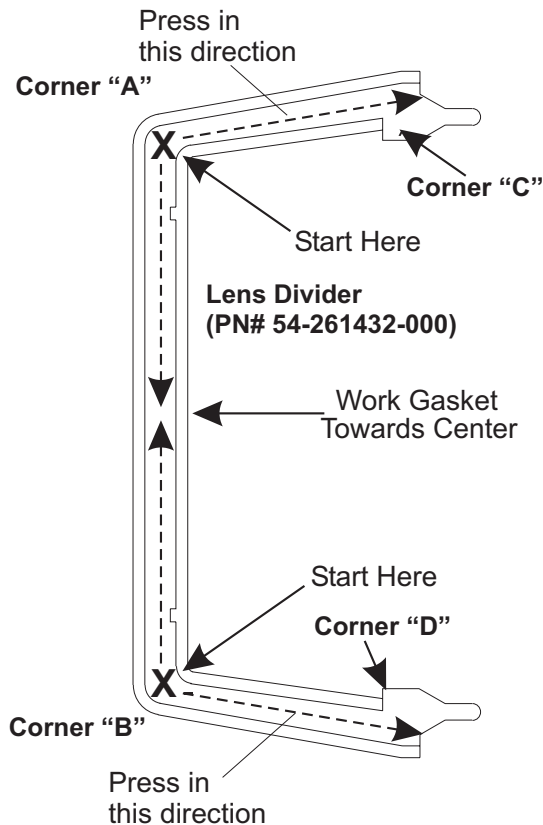 Press in
this direction
Corner “A”
X
Corner “C”
Start Here
Lens Divider
(PN# 54-261432-000)
Work Gasket
Towards Center
Start Here
Corner “D”
X
Corner “B”
Press in
this direction